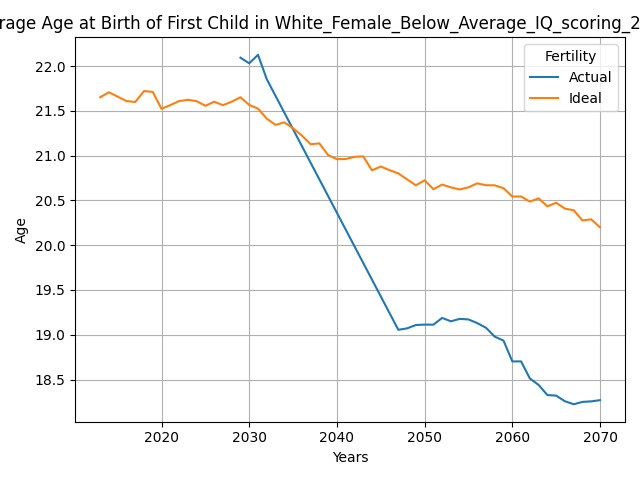 rage Age at Birth of First Child in White_Female_Below_Average_IQ_scoring_2
Fertility
Actual
Ideal
22.0
21.5
21.0
20.5
20.0
19.5
19.0
18.5
Age
2020 2030 2040 2050 2060 2070
Years